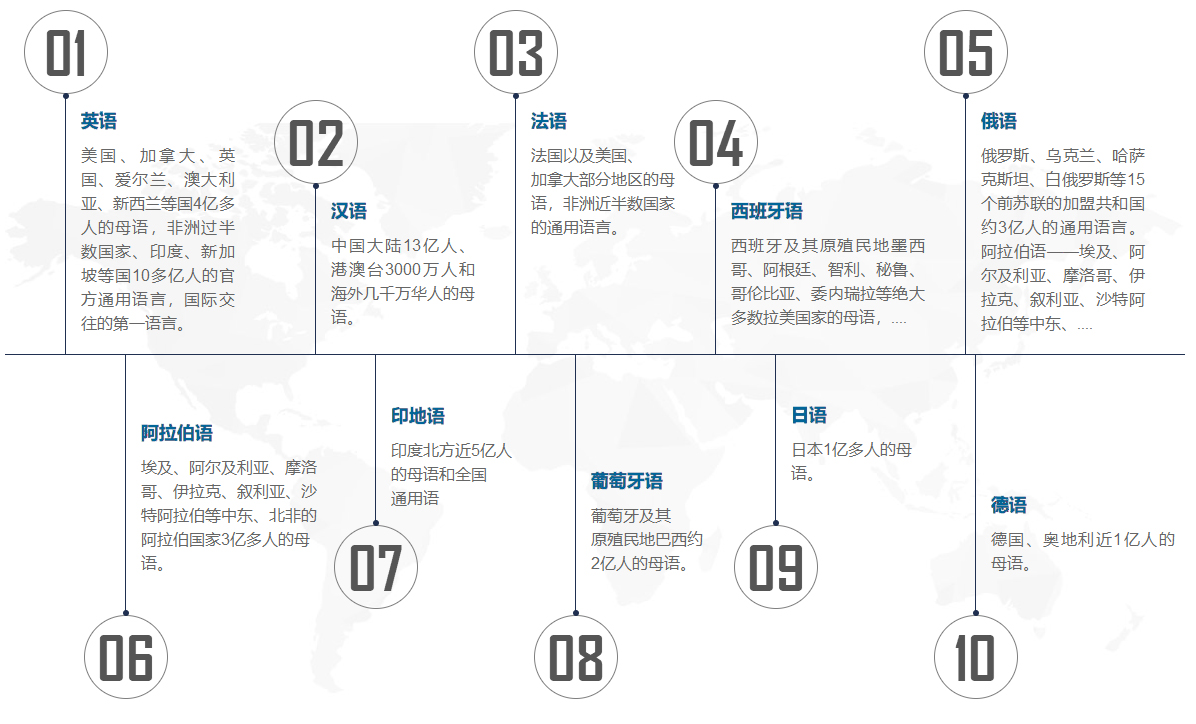 01
英语
美国、加拿大、英
国、爱尔兰、澳大利
亚、新西兰等国4亿多
人的母语，非洲过半
数国家、印度、新加
坡等国10多亿人的官
方通用语言，国际交
往的第一语言。
02
汉语
中国大陆13亿人、
港澳台3000万人和
海外几千万华人的母
语。
03
法语
法国以及美国、
加拿大部分地区的母
语，非洲近半数国家
的通用语言。
04
西班牙语
西班牙及其原殖民地墨西
哥、阿根廷、智利、秘鲁、
哥伦比亚、委内瑞拉等绝大
多数拉美国家的母语，....
05
俄语
俄罗斯、乌克兰、哈萨
克斯坦、白俄罗斯等15
个前苏联的加盟共和国
约3亿人的通用语言。
阿拉伯语——埃及、阿
尔及利亚、摩洛哥、伊
拉克、叙利亚、沙特阿
拉伯等中东、....
阿拉伯语
埃及、阿尔及利亚、摩洛
哥、伊拉克、叙利亚、沙
特阿拉伯等中东、北非的
阿拉伯国家3亿多人的母
语。
06
印地语
印度北方近5亿人
的母语和全国
通用语
07
葡萄牙语
葡萄牙及其
原殖民地巴西约
2亿人的母语。
08
日语
日本1亿多人的母
语。
09
德语
德国、奥地利近1亿人的
母语。
10